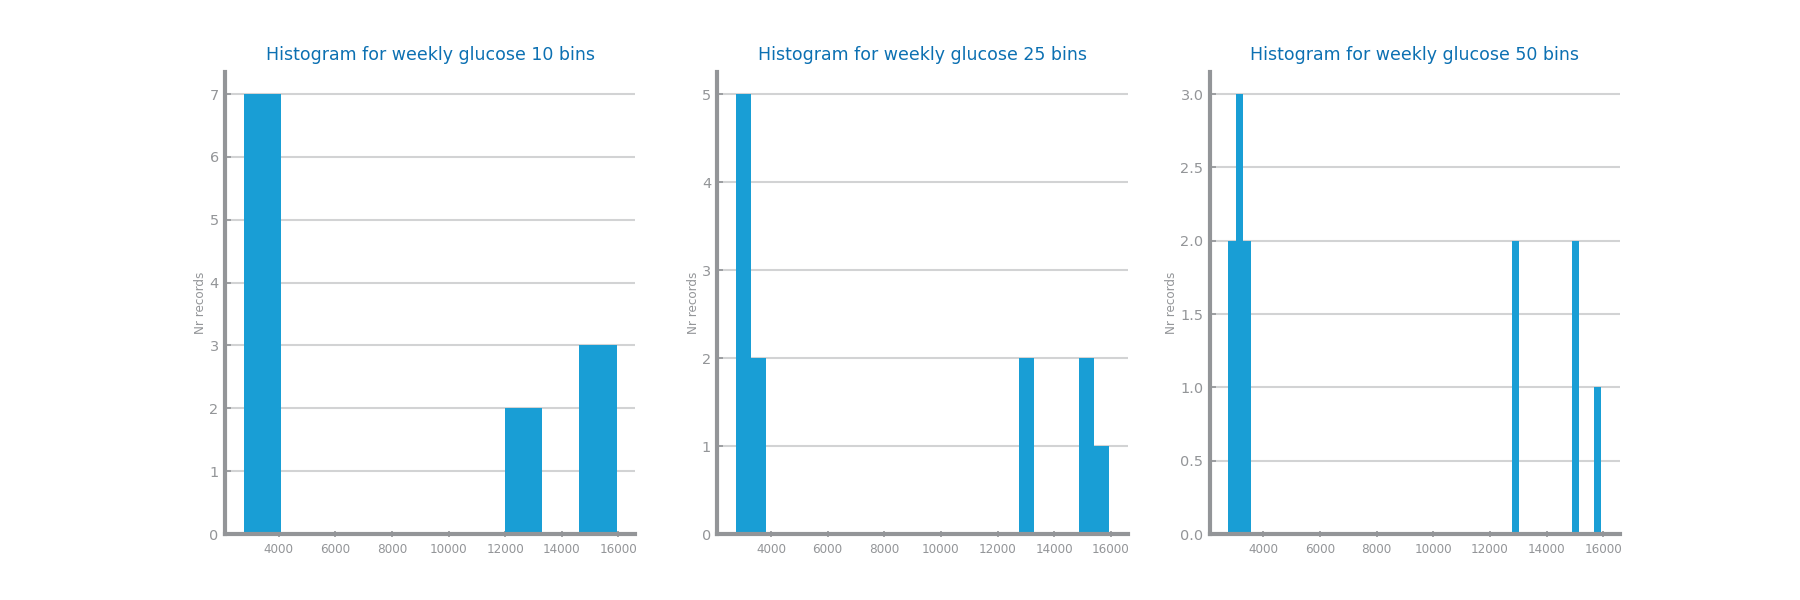 Histogram for weekly glucose 10 bins
7
6
5
4
3
2
1
0
Nr records
4000 6000 8000 10000 12000 14000 16000
Histogram for weekly glucose 25 bins
5
4
3
2
1
0
Nr records
4000 6000 8000 10000 12000 14000 16000
Histogram for weekly glucose 50 bins
3.0
2.5
2.0
1.5
1.0
0.5
0.0
Nr records
4000 6000 8000 10000 12000 14000 16000